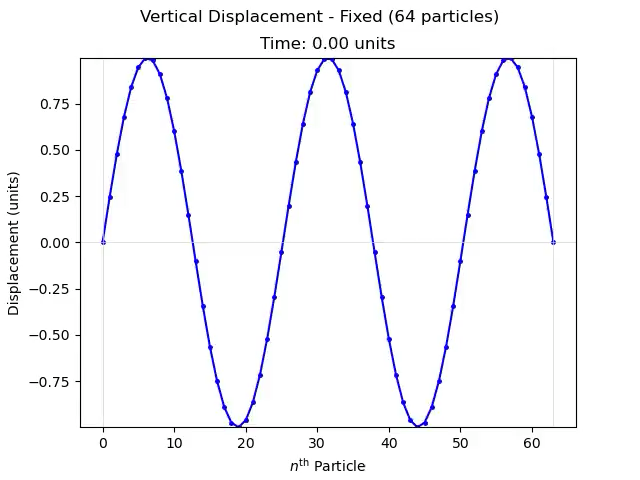 Vertical Displacement - Fixed (64 particles)
Time: 0.00 units
Displacement (units)
0.75
0.50
0.25
0.00
−0.25
−0.50
−0.75
0 10 20 30 40 50 60
nᵗʰ Particle